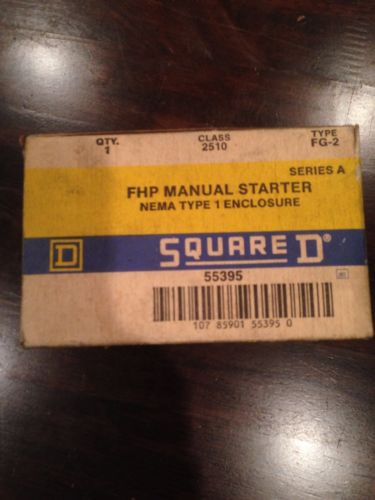 QTY. CLASS TYPE
1 2510 FG-2
SERIES A
FHP MANUAL STARTER
NEMA TYPE 1 ENCLOSURE
D SQUARE D®
55395
107 85901 55395 0